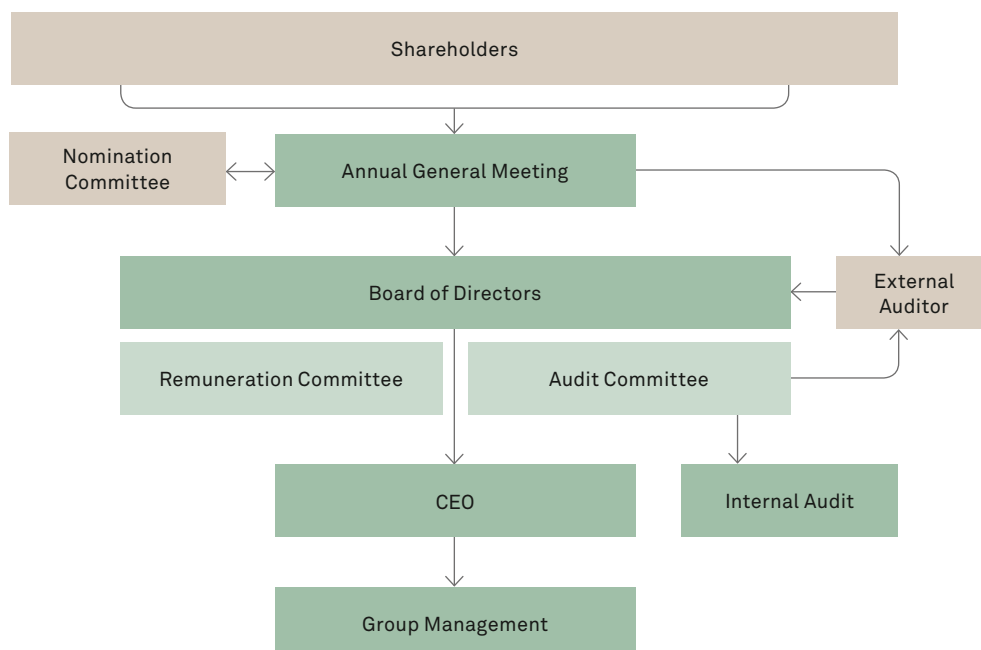 Shareholders
Nomination
Committee
Annual General Meeting
Board of Directors
External
Auditor
Remuneration Committee
Audit Committee
CEO
Internal Audit
Group Management